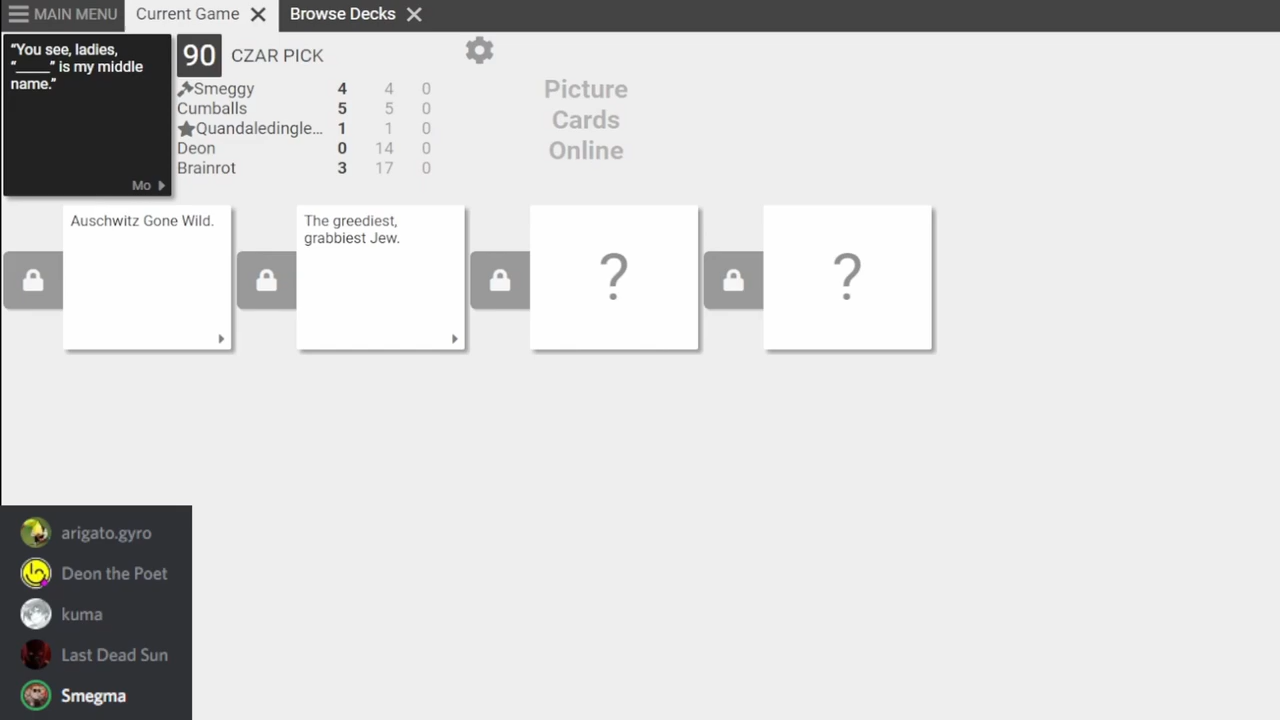 MAIN MENU
Current Game
Browse Decks
“You see, ladies,
“_____” is my middle
name.”
Mo
90 CZAR PICK
Smeggy 4 4 0
Cumballs 5 5 0
Quandaledingle... 1 1 0
Deon 0 14 0
Brainrot 3 17 0
Picture
Cards
Online
Auschwitz Gone Wild.
The greediest,
grabbiest Jew.
?
?
arigato.gyro
Deon the Poet
kuma
Last Dead Sun
Smegma